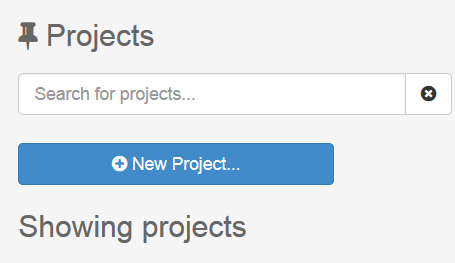 Projects
Search for projects...
New Project...
Showing projects